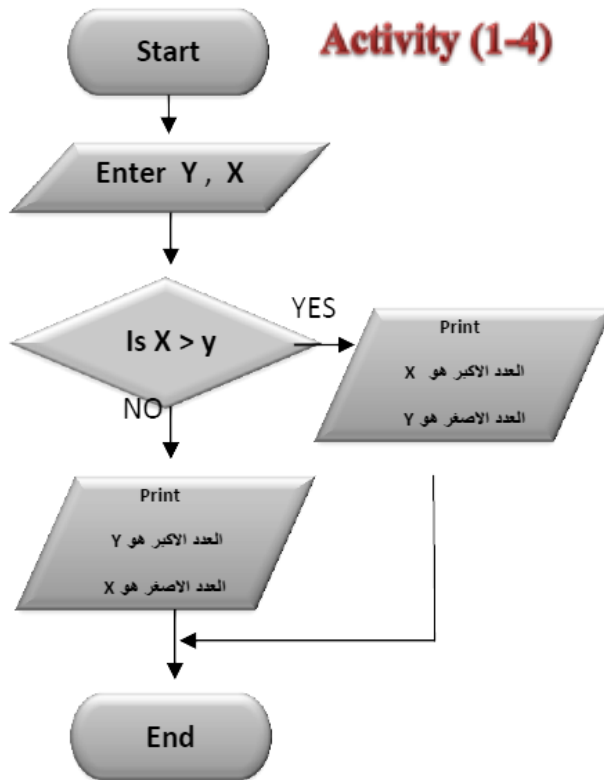 Activity (1-4)
Start
Enter Y , X
Is X > y
YES
Print
العدد الاكبر هو X
العدد الاصغر هو Y
NO
Print
العدد الاكبر هو Y
العدد الاصغر هو X
End